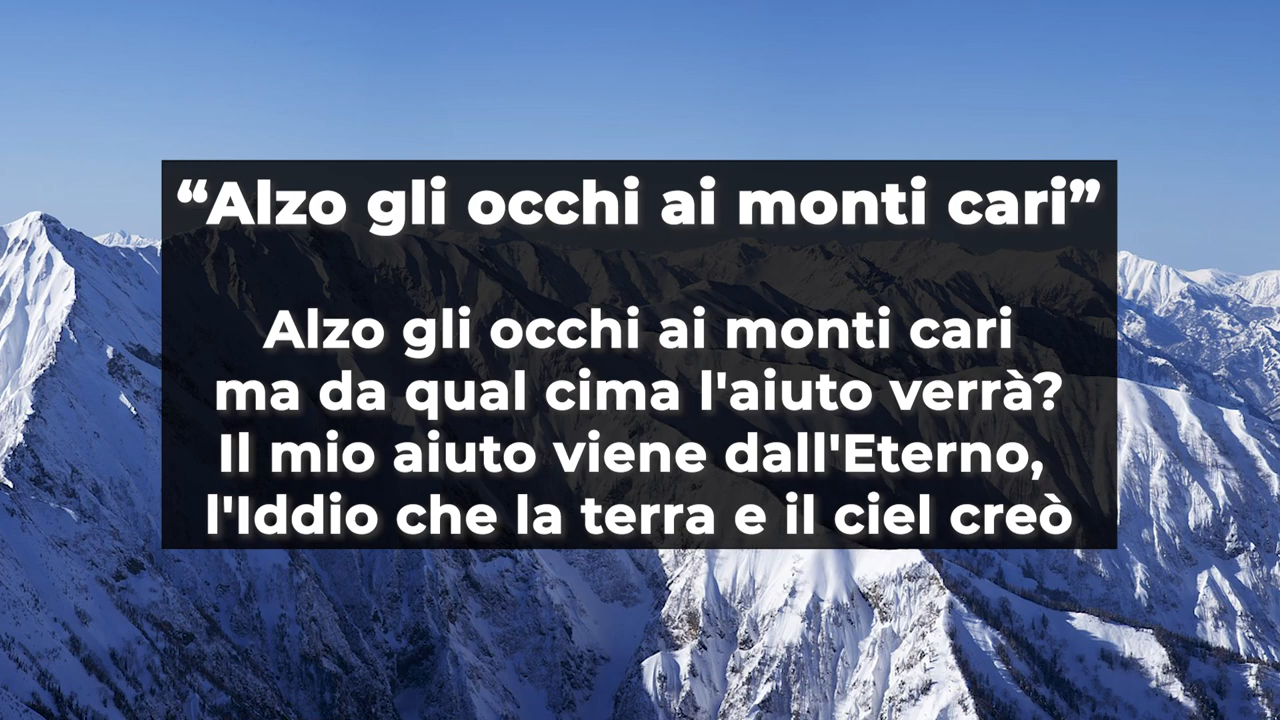 “Alzo gli occhi ai monti cari”
Alzo gli occhi ai monti cari
ma da qual cima l'aiuto verrà?
Il mio aiuto viene dall'Eterno,
l'Iddio che la terra e il ciel creò